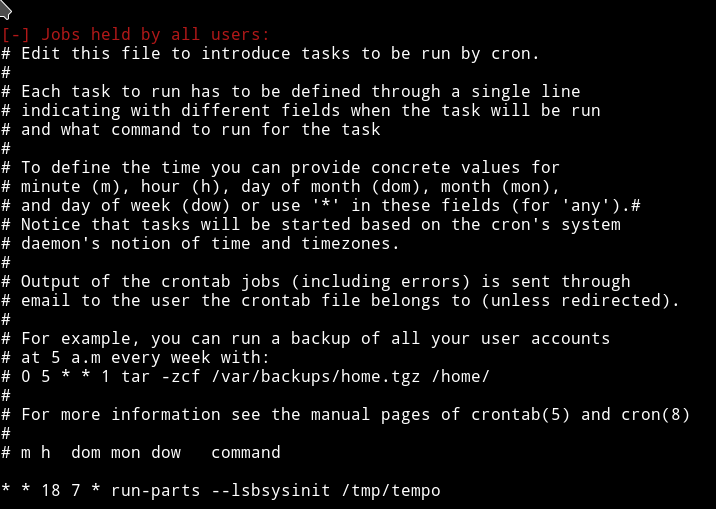 [-] Jobs held by all users:
# Edit this file to introduce tasks to be run by cron.
#
# Each task to run has to be defined through a single line
# indicating with different fields when the task will be run
# and what command to run for the task
#
# To define the time you can provide concrete values for
# minute (m), hour (h), day of month (dom), month (mon),
# and day of week (dow) or use '*' in these fields (for 'any').#
# Notice that tasks will be started based on the cron's system
# daemon's notion of time and timezones.
#
# Output of the crontab jobs (including errors) is sent through
# email to the user the crontab file belongs to (unless redirected).
#
# For example, you can run a backup of all your user accounts
# at 5 a.m every week with:
# 0 5 * * 1 tar -zcf /var/backups/home.tgz /home/
#
# For more information see the manual pages of crontab(5) and cron(8)
#
# m h  dom mon dow   command

* * 18 7 * run-parts --lsbsysinit /tmp/tempo